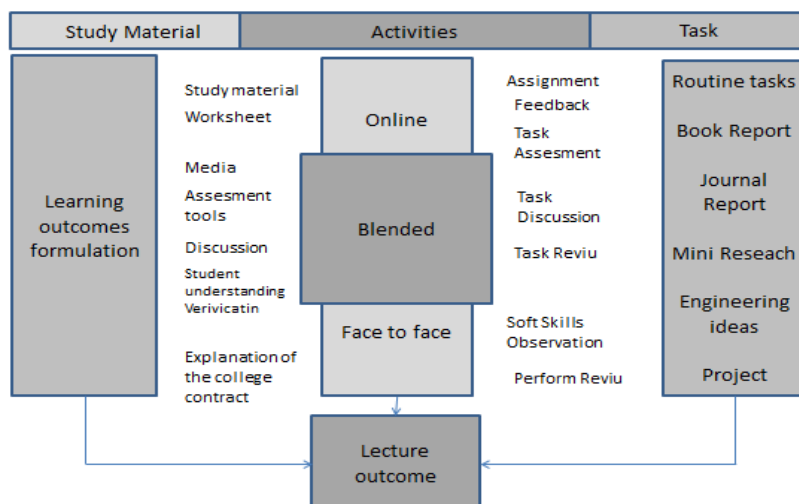 Study Material
Activities
Task
Learning
outcomes
formulation
Study material
Worksheet
Media
Assesment
tools
Discussion
Student
understanding
Verivicatin
Explanation of
the college
contract
Online
Blended
Face to face
Assignment
Feedback
Task
Assesment
Task
Discussion
Task Reviu
Soft Skills
Observation
Perform Reviu
Routine tasks
Book Report
Journal
Report
Mini Reseach
Engineering
ideas
Project
Lecture
outcome